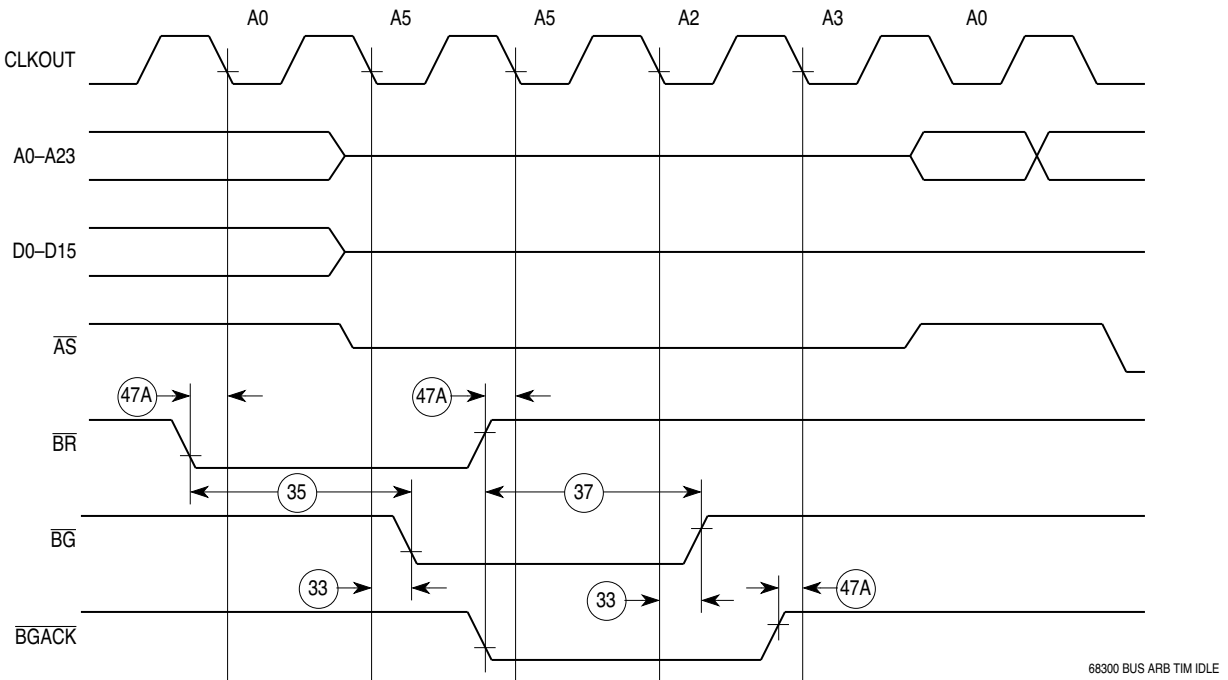 A0 A5 A5 A2 A3 A0
CLKOUT
A0–A23
D0–D15
AS
47A 47A
BR
35 37
BG
33 33 47A
BGACK
68300 BUS ARB TIM IDLE